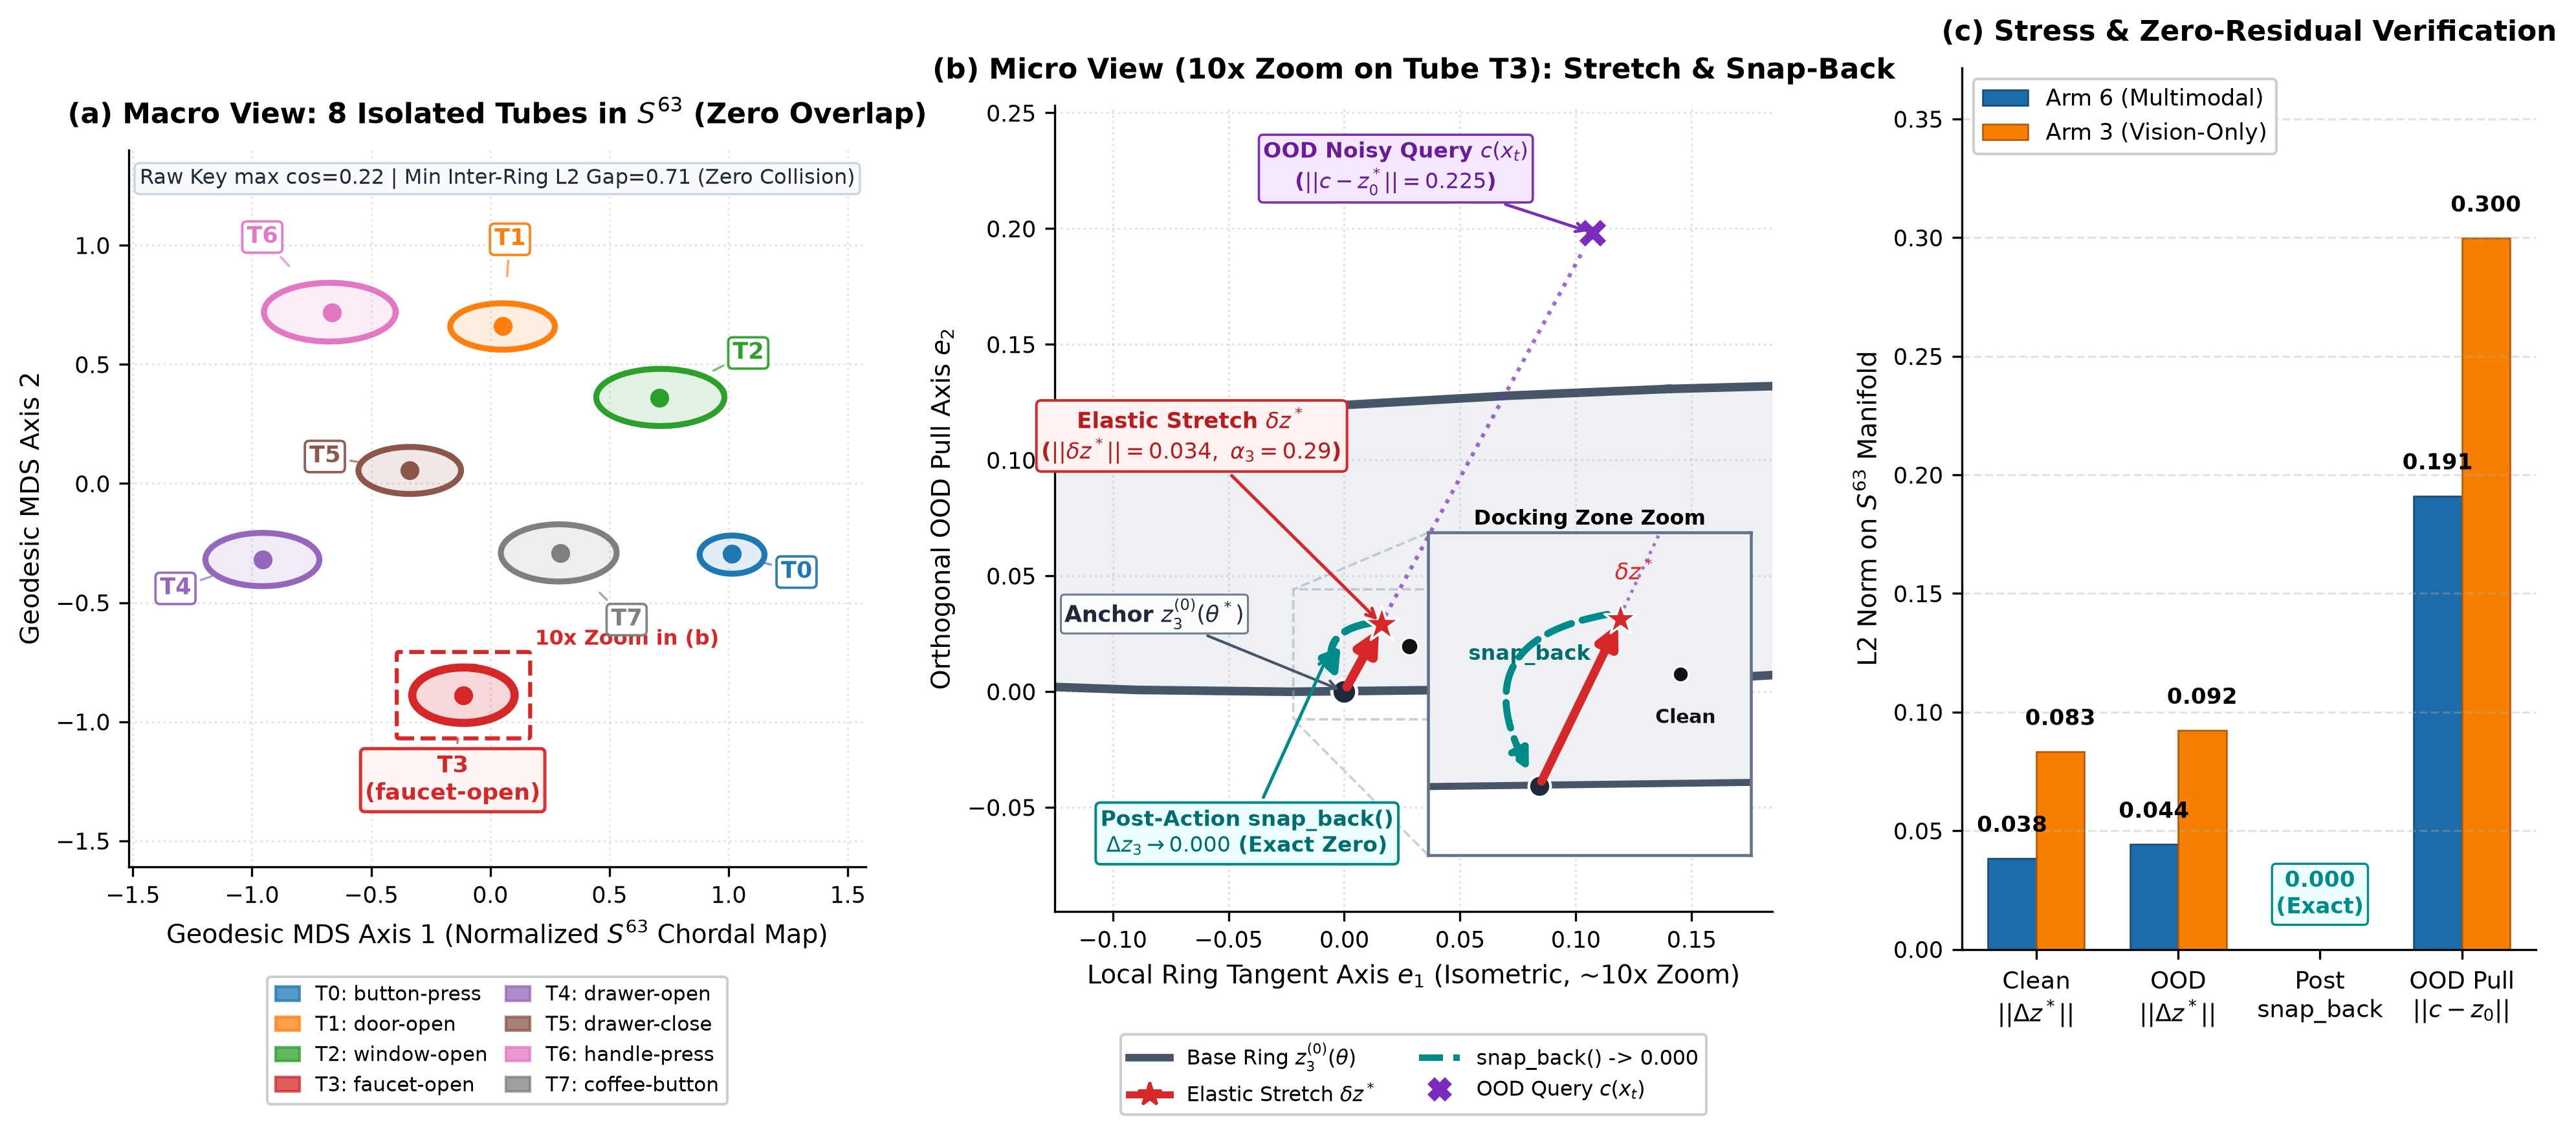 (a) Macro View: 8 Isolated Tubes in S^63 (Zero Overlap)
Raw Key max cos=0.22 | Min Inter-Ring L2 Gap=0.71 (Zero Collision)
T6
T1
T2
T5
T4
T0
T7
10x Zoom in (b)
T3
(faucet-open)
1.0
0.5
0.0
−0.5
−1.0
−1.5
Geodesic MDS Axis 2
−1.5
−1.0
−0.5
0.0
0.5
1.0
1.5
Geodesic MDS Axis 1 (Normalized S^63 Chordal Map)
T0: button-press
T1: door-open
T2: window-open
T3: faucet-open
T4: drawer-open
T5: drawer-close
T6: handle-press
T7: coffee-button
(b) Micro View (10x Zoom on Tube T3): Stretch & Snap-Back
OOD Noisy Query c(x_t)
(||c − z_0^*|| = 0.225)
Elastic Stretch δz^*
(||δz^*|| = 0.034, α_3 = 0.29)
Docking Zone Zoom
δz^*
snap_back
Clean
Anchor z_3^(0)(θ^*)
Post-Action snap_back()
Δz_3 → 0.000 (Exact Zero)
0.25
0.20
0.15
0.10
0.05
0.00
−0.05
Orthogonal OOD Pull Axis e_2
−0.10
−0.05
0.00
0.05
0.10
0.15
Local Ring Tangent Axis e_1 (Isometric, ~10x Zoom)
Base Ring z_3^(0)(θ)
Elastic Stretch δz^*
snap_back() -> 0.000
OOD Query c(x_t)
(c) Stress & Zero-Residual Verification
Arm 6 (Multimodal)
Arm 3 (Vision-Only)
0.35
0.30
0.25
0.20
0.15
0.10
0.05
0.00
L2 Norm on S^63 Manifold
0.038
0.083
0.044
0.092
0.000
(Exact)
0.191
0.300
Clean
||Δz^*||
OOD
||Δz^*||
Post
snap_back
OOD Pull
||c − z_0||